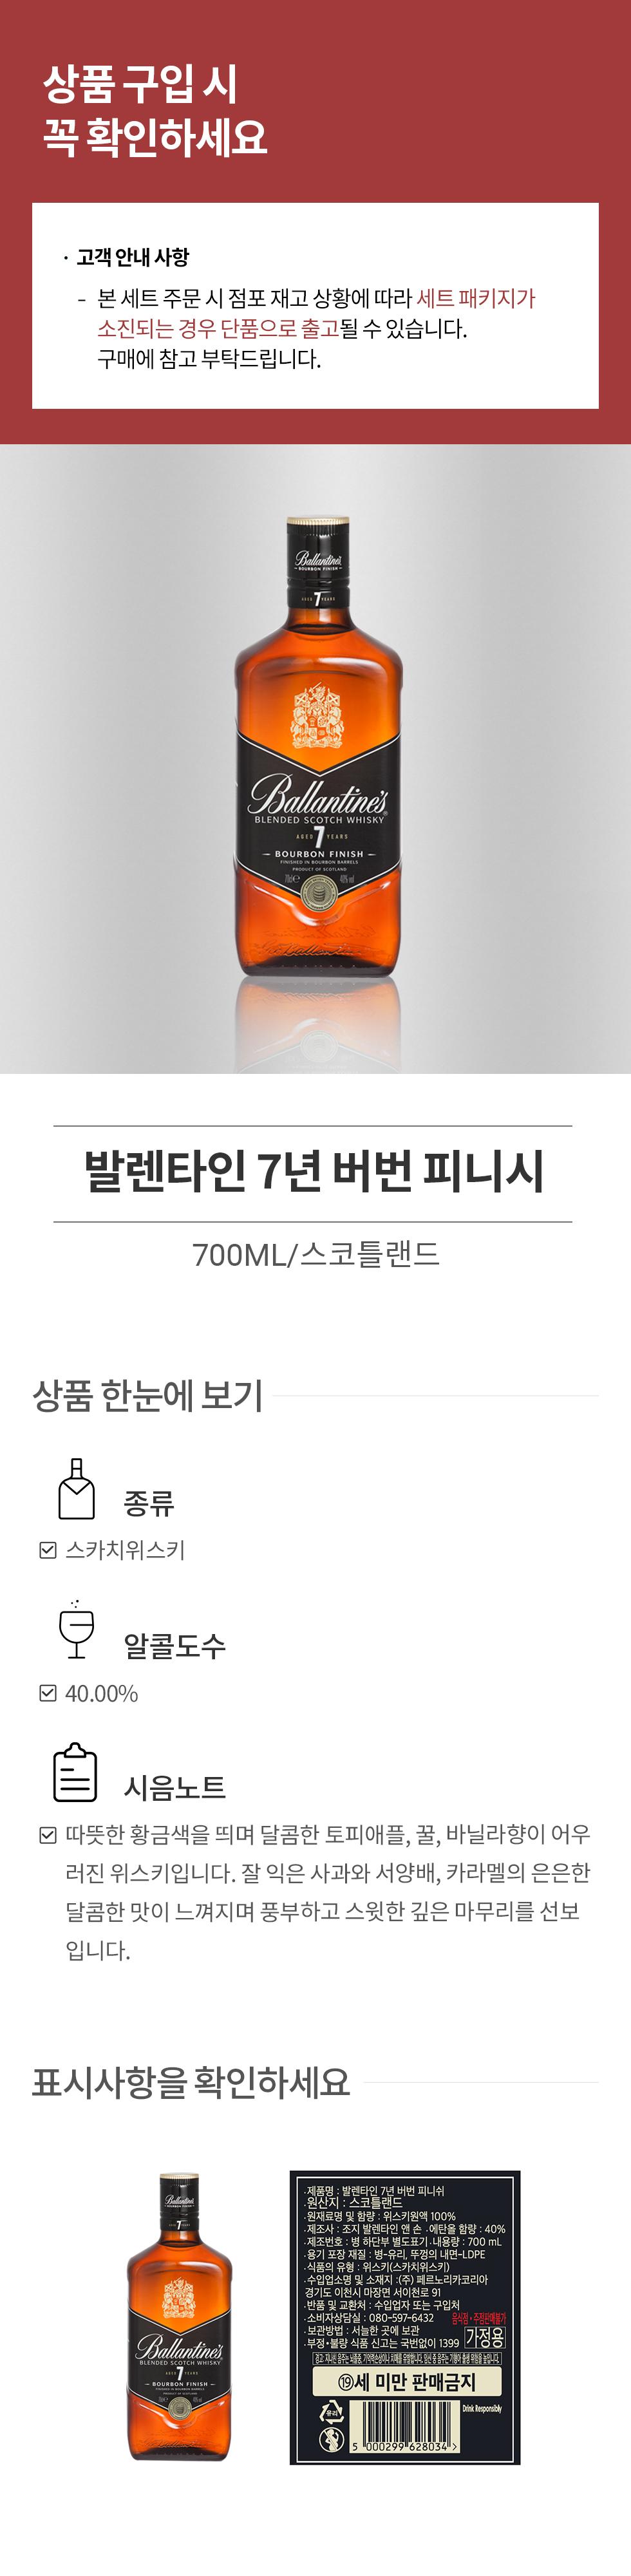 상품 구입 시
꼭 확인하세요
· 고객 안내 사항
- 본 세트 주문 시 점포 재고 상황에 따라 세트 패키지가
소진되는 경우 단품으로 출고될 수 있습니다.
구매에 참고 부탁드립니다.
Ballantine's
BOURBON FINISH
AGED 7 YEARS
Ballantine's
BLENDED SCOTCH WHISKY
AGED 7 YEARS
BOURBON FINISH
FINISHED IN BOURBON BARRELS
PRODUCT OF SCOTLAND
70cl e 40% vol
발렌타인 7년 버번 피니시
700ML/스코틀랜드
상품 한눈에 보기
종류
스카치위스키
알콜도수
40.00%
시음노트
따뜻한 황금색을 띄며 달콤한 토피애플, 꿀, 바닐라향이 어우
러진 위스키입니다. 잘 익은 사과와 서양배, 카라멜의 은은한
달콤한 맛이 느껴지며 풍부하고 스윗한 깊은 마무리를 선보
입니다.
표시사항을 확인하세요
Ballantine's
7
Ballantine's
BLENDED SCOTCH WHISKY
AGED 7 YEARS
BOURBON FINISH
·제품명 : 발렌타인 7년 버번 피니쉬
·원산지 : 스코틀랜드
·원재료명 및 함량 : 위스키원액 100%
·제조사 : 조지 발렌타인 앤 손 ·에탄올 함량 : 40%
·제조번호 : 병 하단부 별도표기 ·내용량 : 700 mL
·용기 포장 재질 : 병-유리, 뚜껑의 내면-LDPE
·식품의 유형 : 위스키(스카치위스키)
·수입업소명 및 소재지 :(주) 페르노리카코리아
경기도 이천시 마장면 서이천로 91
·반품 및 교환처 : 수입업자 또는 구입처
·소비자상담실 : 080-597-6432 음식점·주점판매불가
·보관방법 : 서늘한 곳에 보관
·부정·불량 식품 신고는 국번없이 1399 가정용
⑲세 미만 판매금지
유리
Drink Responsibly
5 000299 628034 >